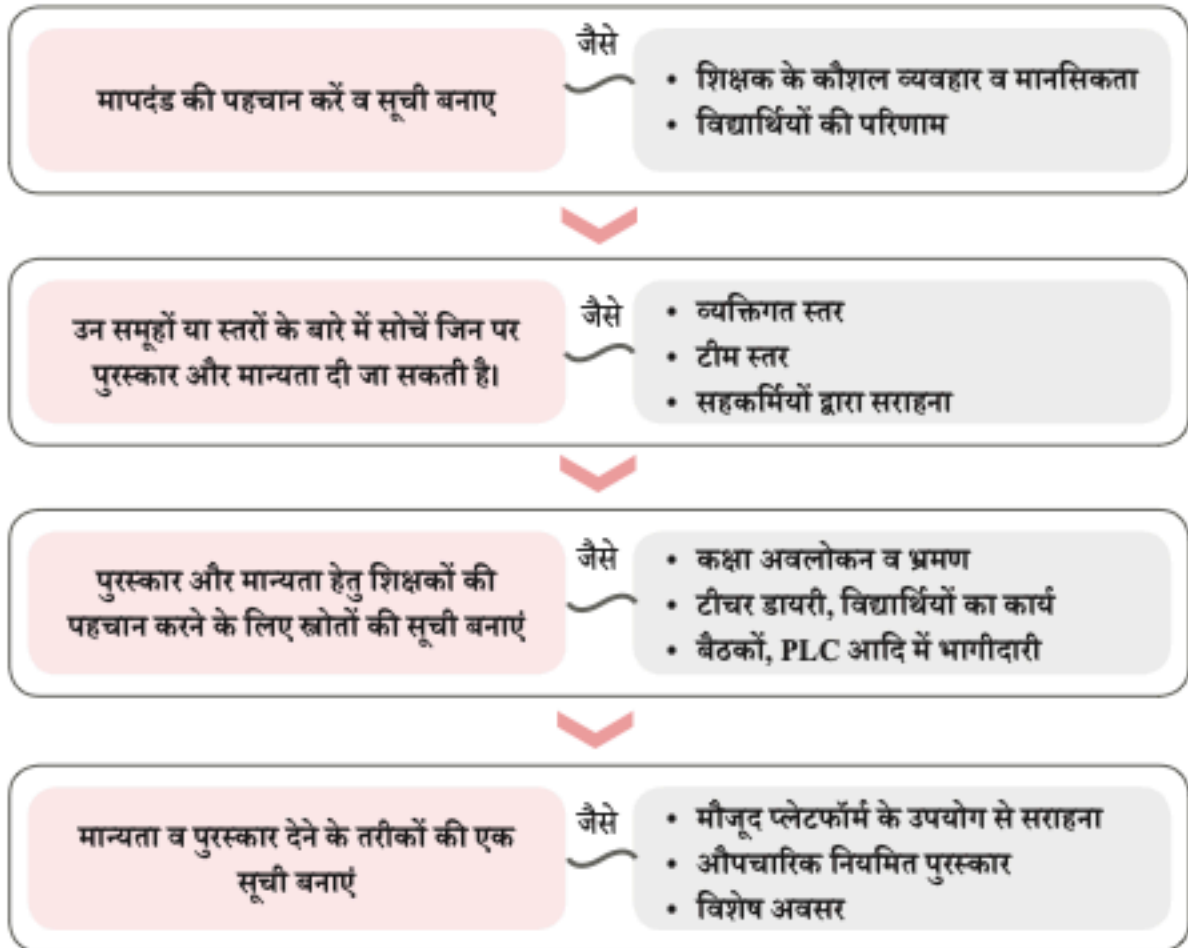 मापदंड की पहचान करें व सूची बनाए
जैसे
• शिक्षक के कौशल व्यवहार व मानसिकता
• विद्यार्थियों की परिणाम
उन समूहों या स्तरों के बारे में सोचें जिन पर
पुरस्कार और मान्यता दी जा सकती है।
जैसे
• व्यक्तिगत स्तर
• टीम स्तर
• सहकर्मियों द्वारा सराहना
पुरस्कार और मान्यता हेतु शिक्षकों की
पहचान करने के लिए स्त्रोतों की सूची बनाएं
जैसे
• कक्षा अवलोकन व भ्रमण
• टीचर डायरी, विद्यार्थियों का कार्य
• बैठकों, PLC आदि में भागीदारी
मान्यता व पुरस्कार देने के तरीकों की एक
सूची बनाएं
जैसे
• मौजूद प्लेटफॉर्म के उपयोग से सराहना
• औपचारिक नियमित पुरस्कार
• विशेष अवसर